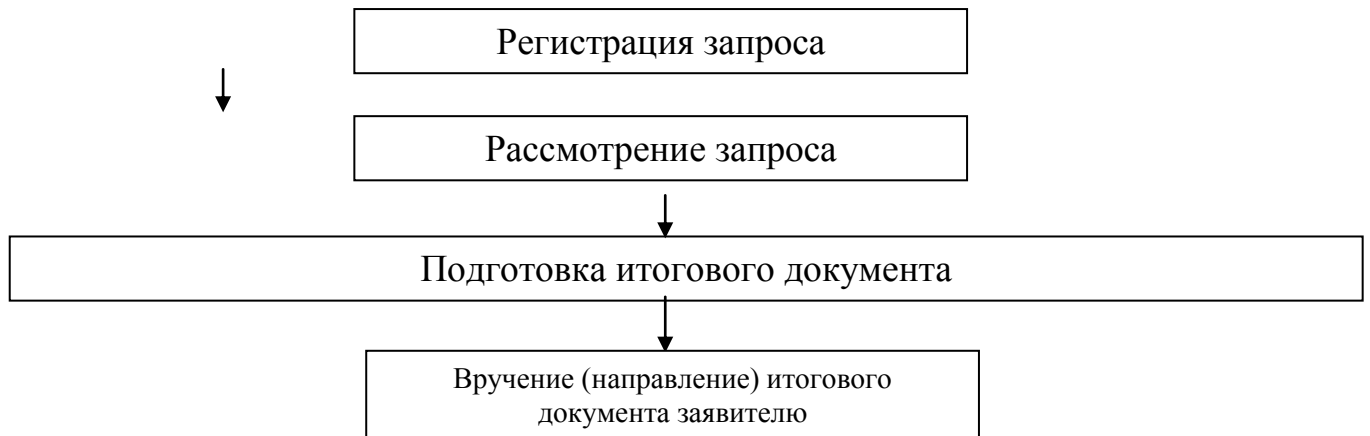 Регистрация запроса
Рассмотрение запроса
Подготовка итогового документа
Вручение (направление) итогового
документа заявителю